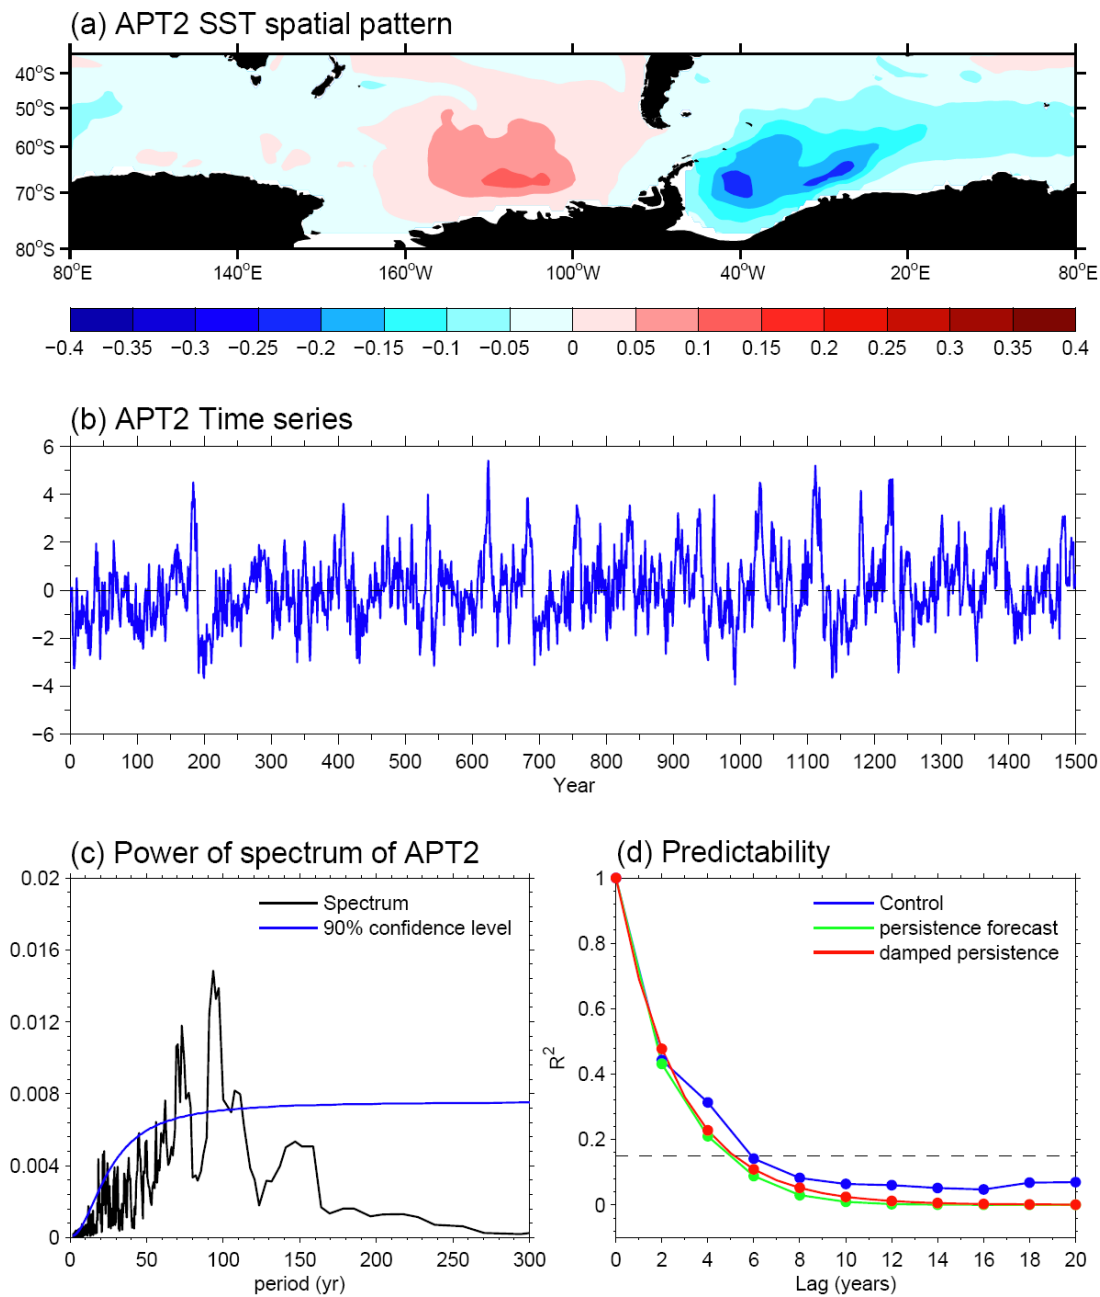 (a) APT2 SST spatial pattern
40°S
50°S
60°S
70°S
80°S
80°E 140°E 160°W 100°W 40°W 20°E 80°E
−0.4 −0.35 −0.3 −0.25 −0.2 −0.15 −0.1 −0.05 0 0.05 0.1 0.15 0.2 0.25 0.3 0.35 0.4
(b) APT2 Time series
6
4
2
0
−2
−4
−6
0 100 200 300 400 500 600 700 800 900 1000 1100 1200 1300 1400 1500
Year
(c) Power of spectrum of APT2
0.02
0.016
0.012
0.008
0.004
0
Spectrum
90% confidence level
0 50 100 150 200 250 300
period (yr)
(d) Predictability
1
0.8
0.6
0.4
0.2
0
R²
Control
persistence forecast
damped persistence
0 2 4 6 8 10 12 14 16 18 20
Lag (years)